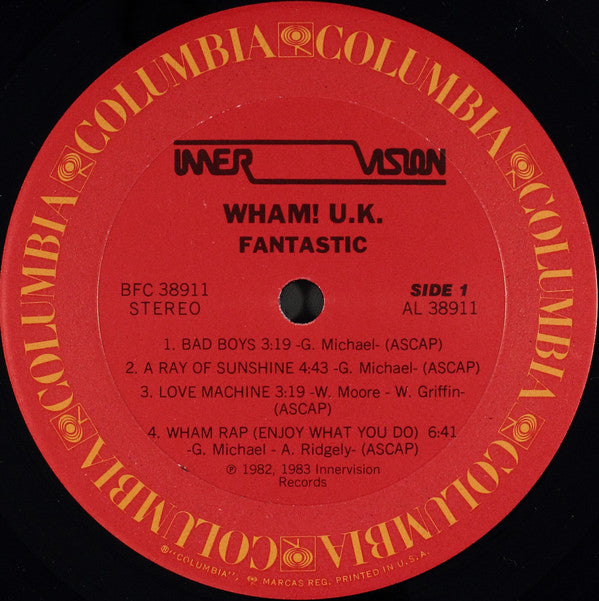 COLUMBIA COLUMBIA COLUMBIA COLUMBIA COLUMBIA COLUMBIA
INNER VISION
WHAM! U.K.
FANTASTIC
BFC 38911 SIDE 1
STEREO AL 38911
1. BAD BOYS 3:19 -G. Michael- (ASCAP)
2. A RAY OF SUNSHINE 4:43 -G. Michael- (ASCAP)
3. LOVE MACHINE 3:19 -W. Moore - W. Griffin-
(ASCAP)
4. WHAM RAP (ENJOY WHAT YOU DO) 6:41
-G. Michael - A. Ridgely- (ASCAP)
℗ 1982, 1983 Innervision
Records
®"COLUMBIA", MARCAS REG. PRINTED IN U.S.A.